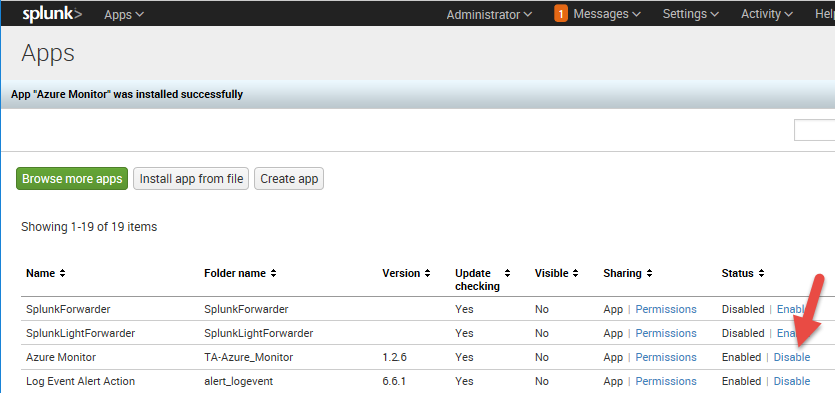 splunk> Apps Administrator 1 Messages Settings Activity
Apps
App "Azure Monitor" was installed successfully
Browse more apps Install app from file Create app
Showing 1-19 of 19 items
Name Folder name Version Update checking Visible Sharing Status
SplunkForwarder SplunkForwarder Yes No App | Permissions Disabled |
SplunkLightForwarder SplunkLightForwarder Yes No App | Permissions Disabled |
Azure Monitor TA-Azure_Monitor 1.2.6 Yes No App | Permissions Enabled | Disable
Log Event Alert Action alert_logevent 6.6.1 Yes No App | Permissions Enabled | Disable